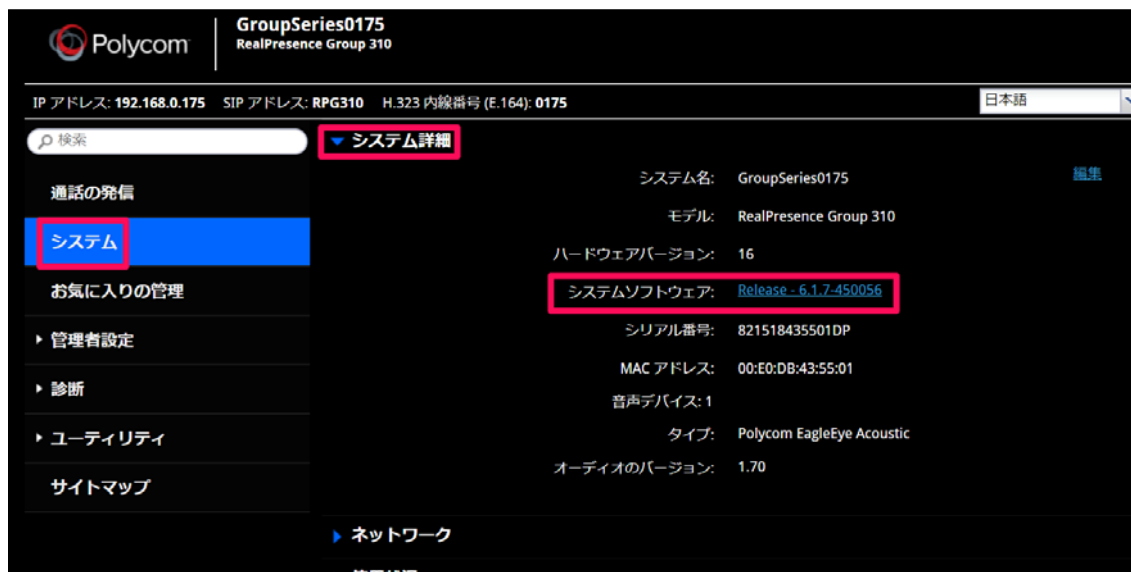 Polycom
GroupSeries0175
RealPresence Group 310
IP アドレス: 192.168.0.175 SIP アドレス: RPG310 H.323 内線番号 (E.164): 0175
日本語
検索
通話の発信
システム
お気に入りの管理
管理者設定
診断
ユーティリティ
サイトマップ
システム詳細
編集
システム名: GroupSeries0175
モデル: RealPresence Group 310
ハードウェアバージョン: 16
システムソフトウェア: Release - 6.1.7-450056
シリアル番号: 821518435501DP
MAC アドレス: 00:E0:DB:43:55:01
音声デバイス: 1
タイプ: Polycom EagleEye Acoustic
オーディオのバージョン: 1.70
ネットワーク